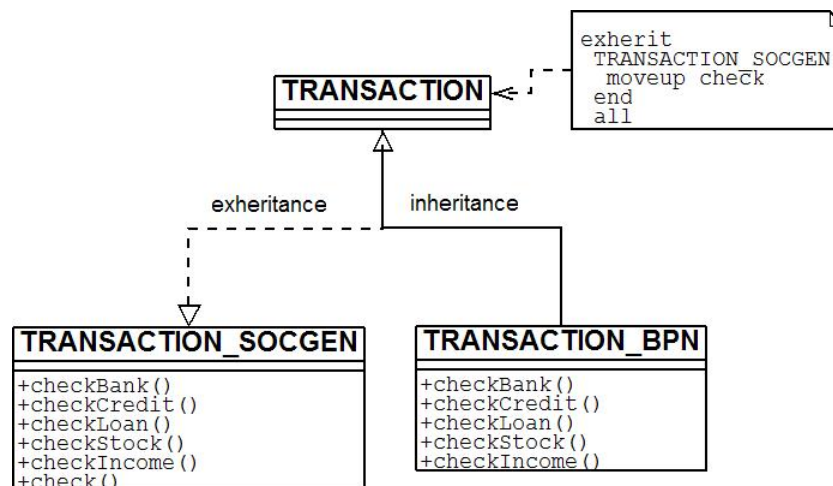 exherit
TRANSACTION_SOCGEN
moveup check
end
all
TRANSACTION
exheritance
inheritance
TRANSACTION_SOCGEN
+checkBank()
+checkCredit()
+checkLoan()
+checkStock()
+checkIncome()
+check()
TRANSACTION_BPN
+checkBank()
+checkCredit()
+checkLoan()
+checkStock()
+checkIncome()